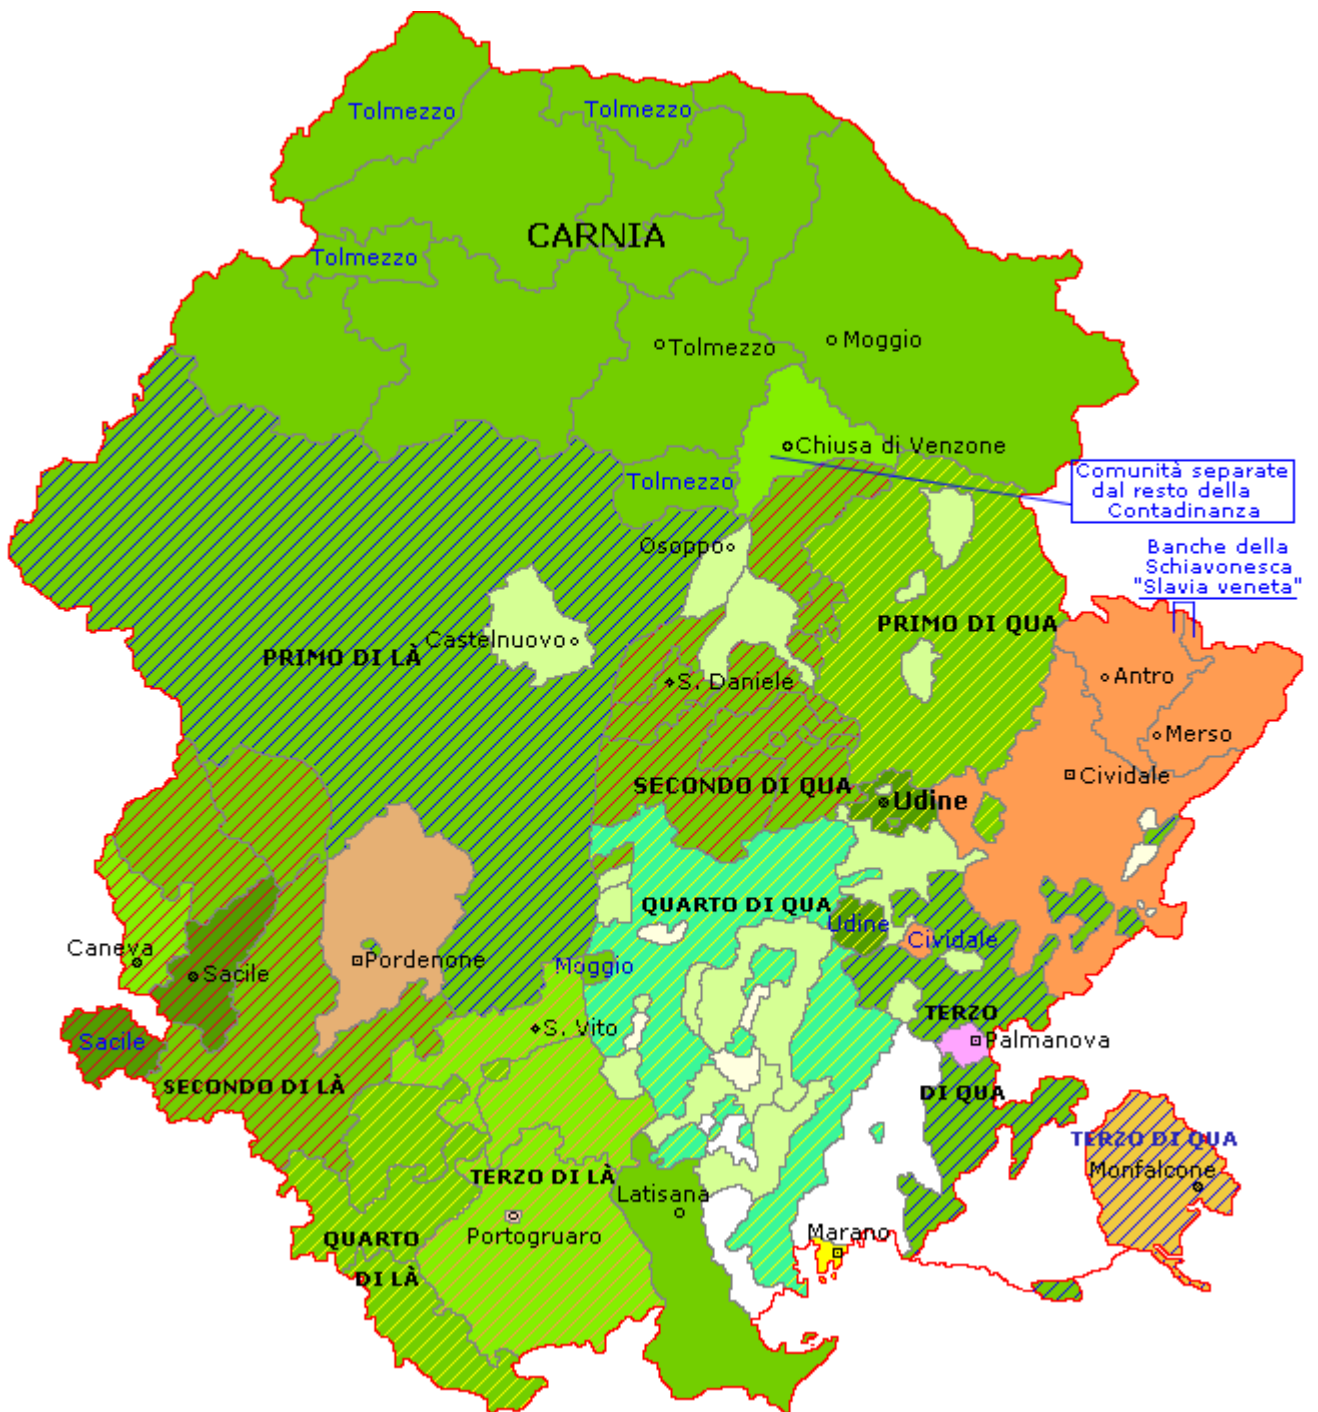 Tolmezzo
Tolmezzo
CARNIA
Tolmezzo
Tolmezzo
Moggio
Chiusa di Venzone
Comunità separate
dal resto della
Contadinanza
Tolmezzo
Osoppo
Banche della
Schiavonesca
"Slavia veneta"
PRIMO DI QUA
Castelnuovo
PRIMO DI LÀ
S. Daniele
Antro
Merso
Cividale
SECONDO DI QUA
Udine
QUARTO DI QUA
Udine
Cividale
Caneva
Sacile
Pordenone
Moggio
TERZO
S. Vito
Palmanova
Sacile
SECONDO DI LÀ
DI QUA
TERZO DI QUA
Monfalcone
TERZO DI LÀ
Latisana
Portogruaro
Marano
QUARTO
DI LÀ